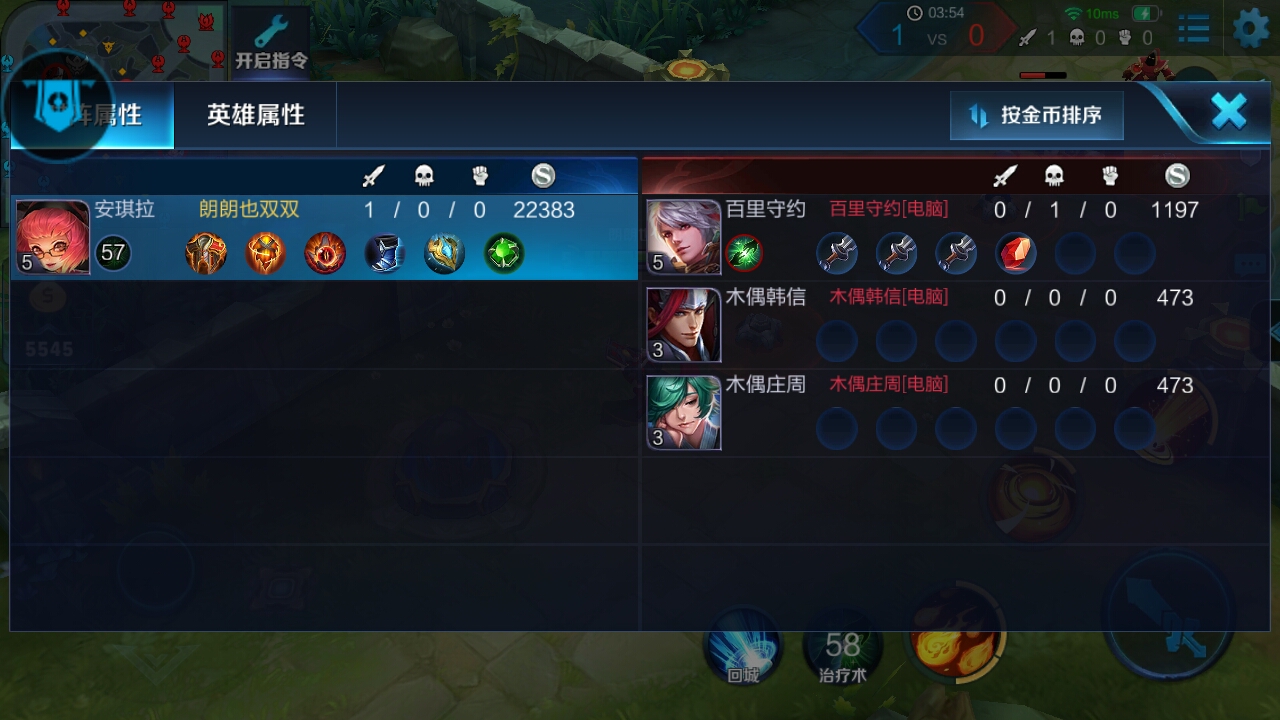 开启指令
03:54
1 VS 0
10ms
1 0 0
属性
英雄属性
按金币排序
安琪拉 朗朗也双双 1 / 0 / 0 22383
5 57
百里守约 百里守约[电脑] 0 / 1 / 0 1197
5
木偶韩信 木偶韩信[电脑] 0 / 0 / 0 473
3
木偶庄周 木偶庄周[电脑] 0 / 0 / 0 473
3
5545
回城
58
治疗术